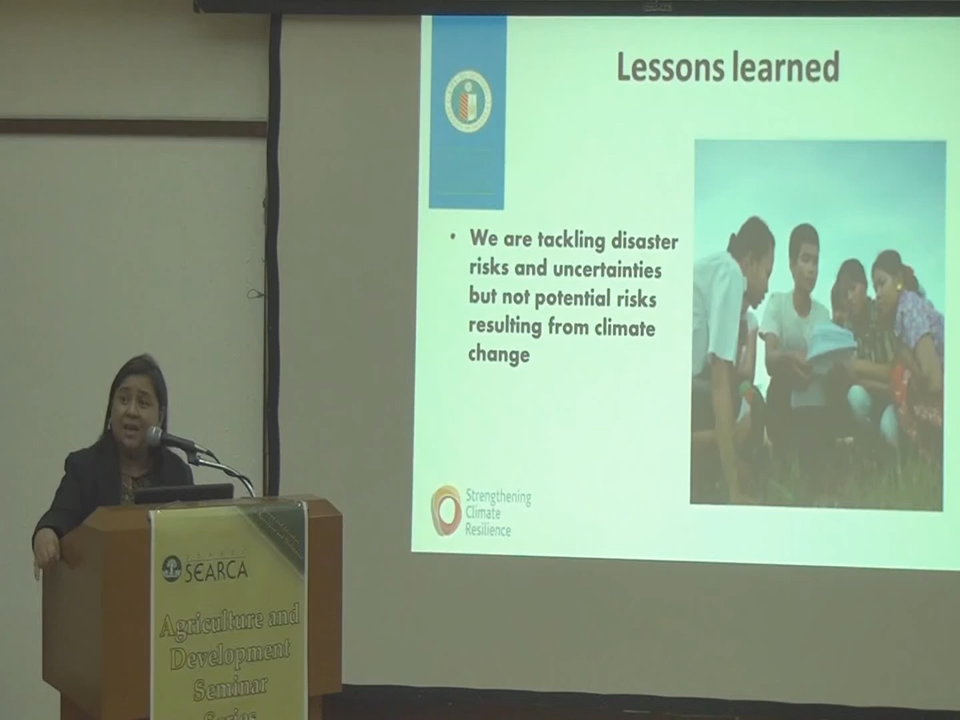 Lessons learned
• We are tackling disaster
risks and uncertainties
but not potential risks
resulting from climate
change
Strengthening
Climate
Resilience
SEARCA
Agriculture and
Development
Seminar
Series